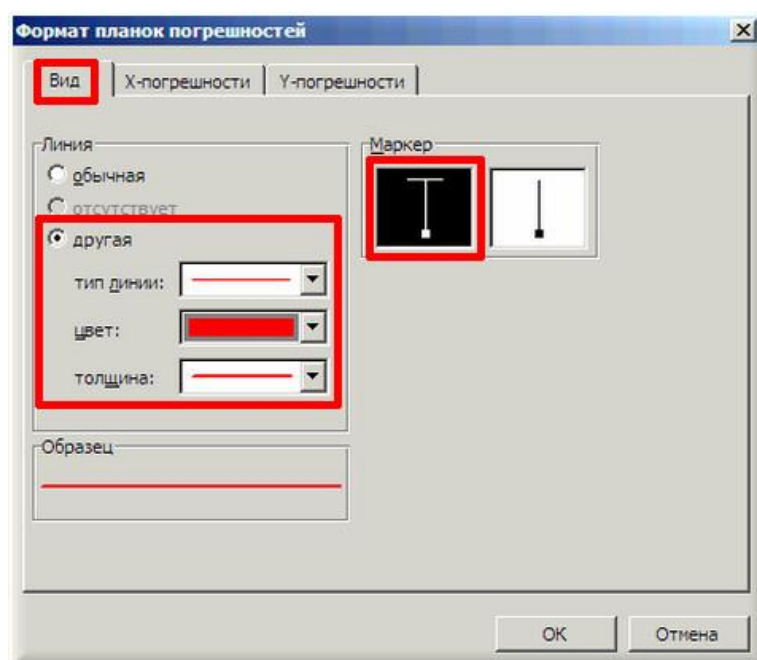 Формат планок погрешностей
Вид
X-погрешности
Y-погрешности
Линия
обычная
отсутствует
другая
тип линии:
цвет:
толщина:
Маркер
Образец
OK
Отмена